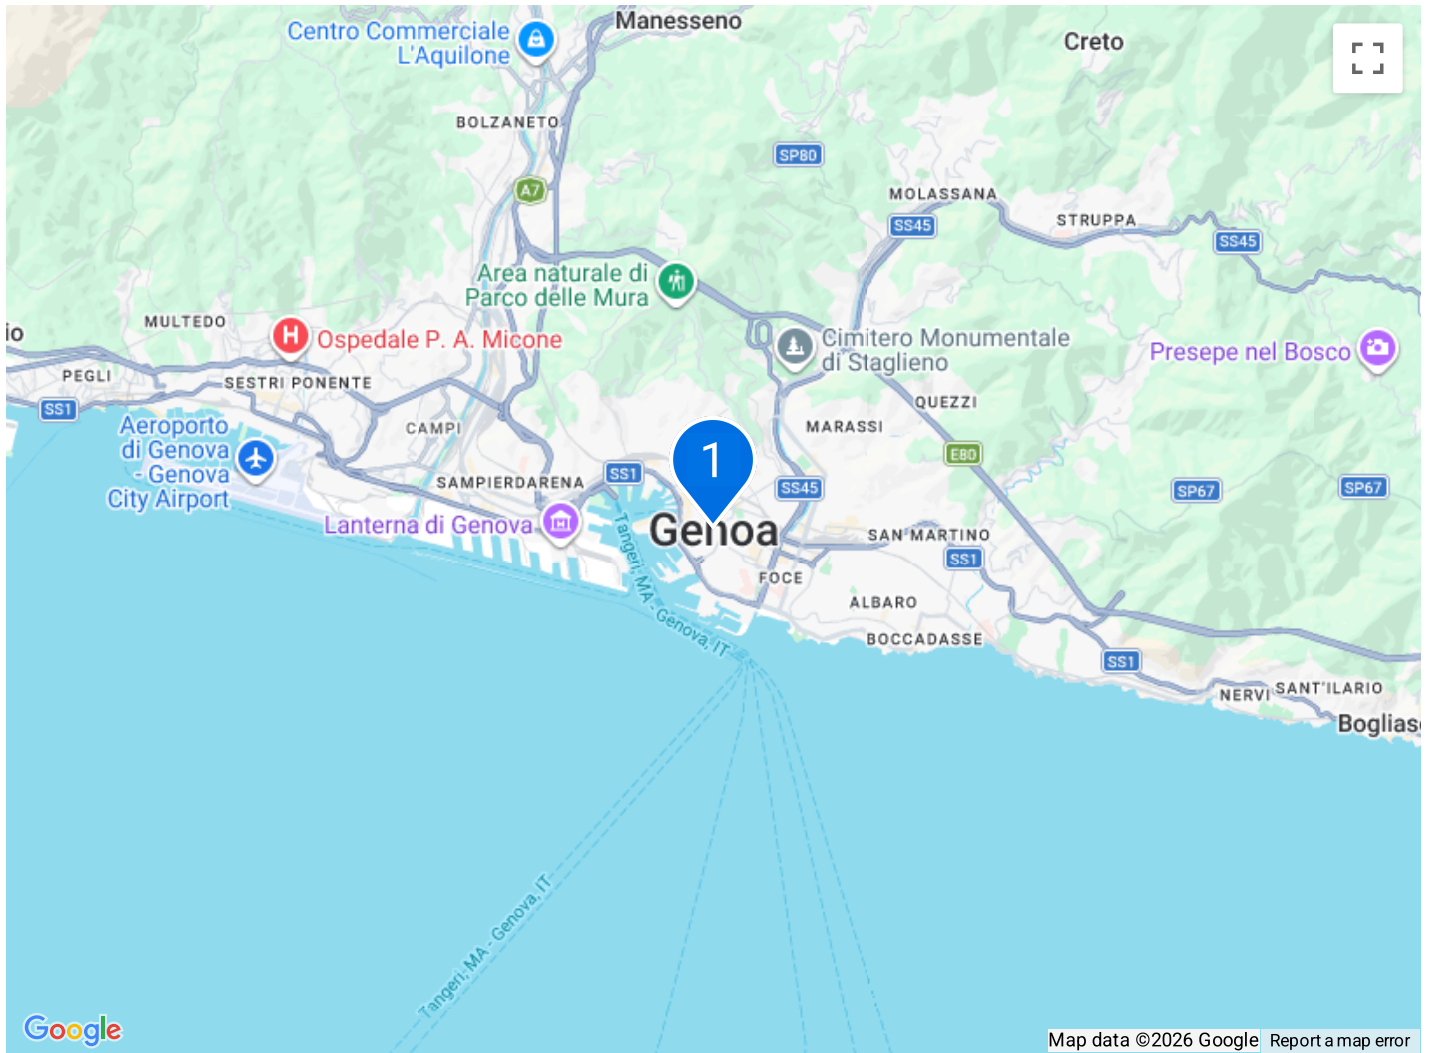 Manesseno
Centro Commerciale
L'Aquilone
Creto
BOLZANETO
SP80
A7
MOLASSANA
STRUPPA
SS45
SS45
Area naturale di
Parco delle Mura
MULTEDO
io
Ospedale P. A. Micone
Cimitero Monumentale
di Staglieno
Presepe nel Bosco
PEGLI
SESTRI PONENTE
SS1
QUEZZI
Aeroporto
di Genova
- Genova
City Airport
CAMPI
MARASSI
E80
1
SAMPIERDARENA
SS1
SS45
SP67
SP67
Lanterna di Genova
Genoa
SAN MARTINO
SS1
Tangeri, MA - Genova, IT
FOCE
ALBARO
BOCCADASSE
SS1
NERVI
SANT'ILARIO
Bogliasc
Tangeri, MA - Genova, IT
Google
Map data ©2026 Google
Report a map error